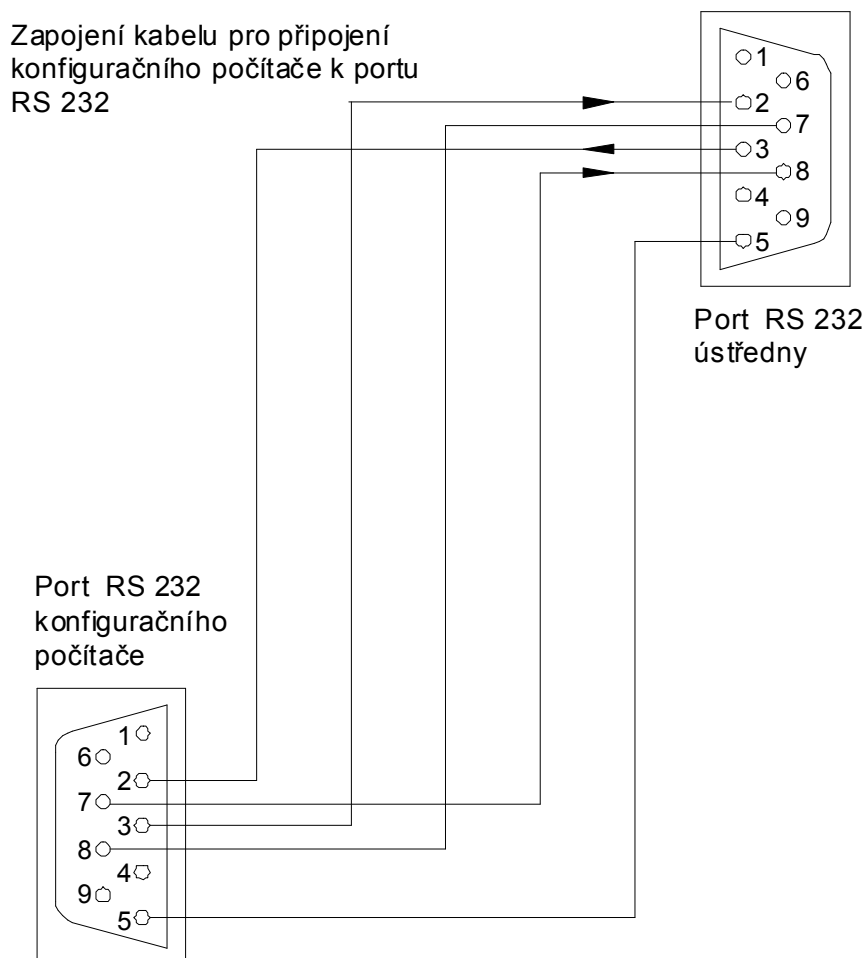 Zapojení kabelu pro připojení
konfiguračního počítače k portu
RS 232
1
6
2
7
3
8
4
9
5
Port RS 232
ústředny
Port RS 232
konfiguračního
počítače
1
6
2
7
3
8
4
9
5